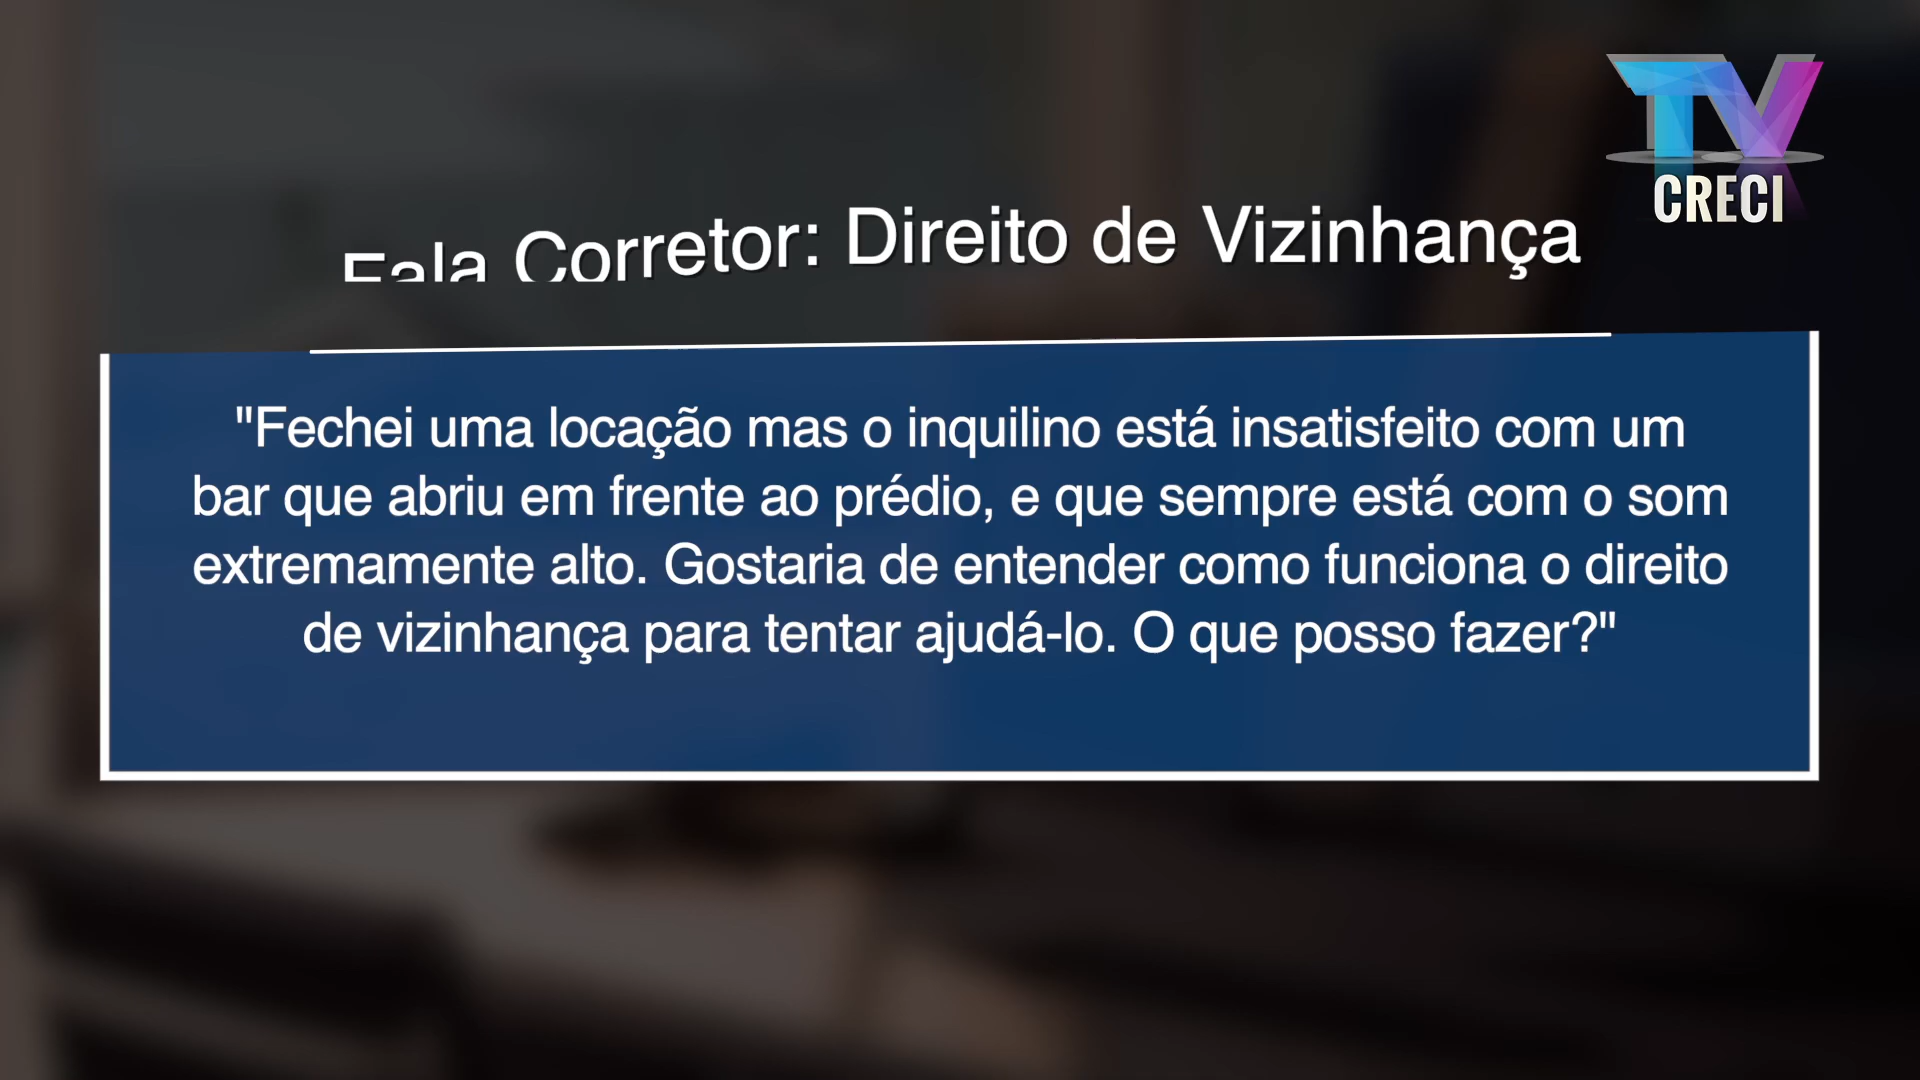 TV
CRECI
Fala Corretor: Direito de Vizinhança
"Fechei uma locação mas o inquilino está insatisfeito com um
bar que abriu em frente ao prédio, e que sempre está com o som
extremamente alto. Gostaria de entender como funciona o direito
de vizinhança para tentar ajudá-lo. O que posso fazer?"